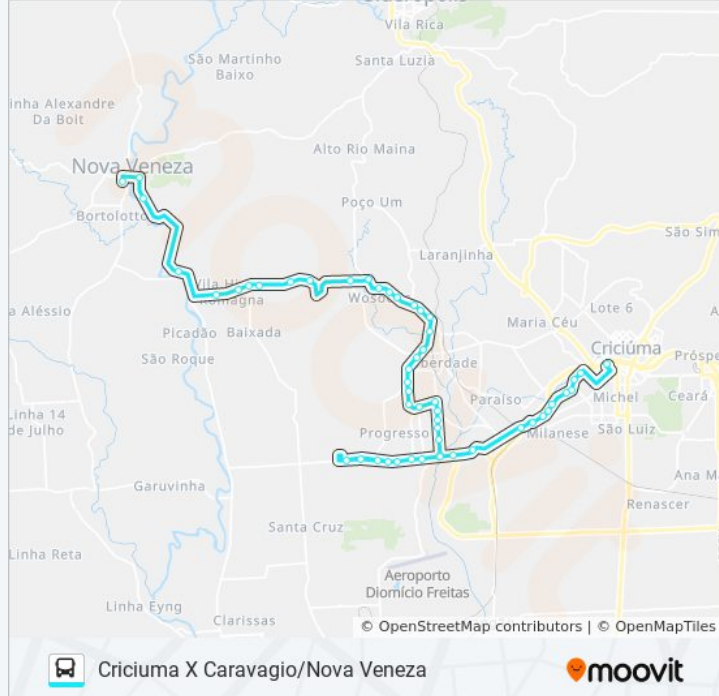 Vila Rica
São Martinho
Baixo
Santa Luzia
inha Alexandre
Da Bolt
Alto Rio Maina
Nova Veneza
Poço Um
Bortolotto
São Sim
Laranjinha
Lote 6
Maria Céu
a Aléssio
Picadão
Baixada
São Roque
Criciúma
Próspe
Paraíso
Michel
Ceará
Linha 14
de Julho
Progresso
Milanese
São Luiz
Garuvinha
Ana M
Renascer
Santa Cruz
Linha Reta
Aeroporto
Diomício Freitas
Linha Eyng
Clarissas
© OpenStreetMap contributors | © OpenMapTiles
Criciuma X Caravagio/Nova Veneza
moovit